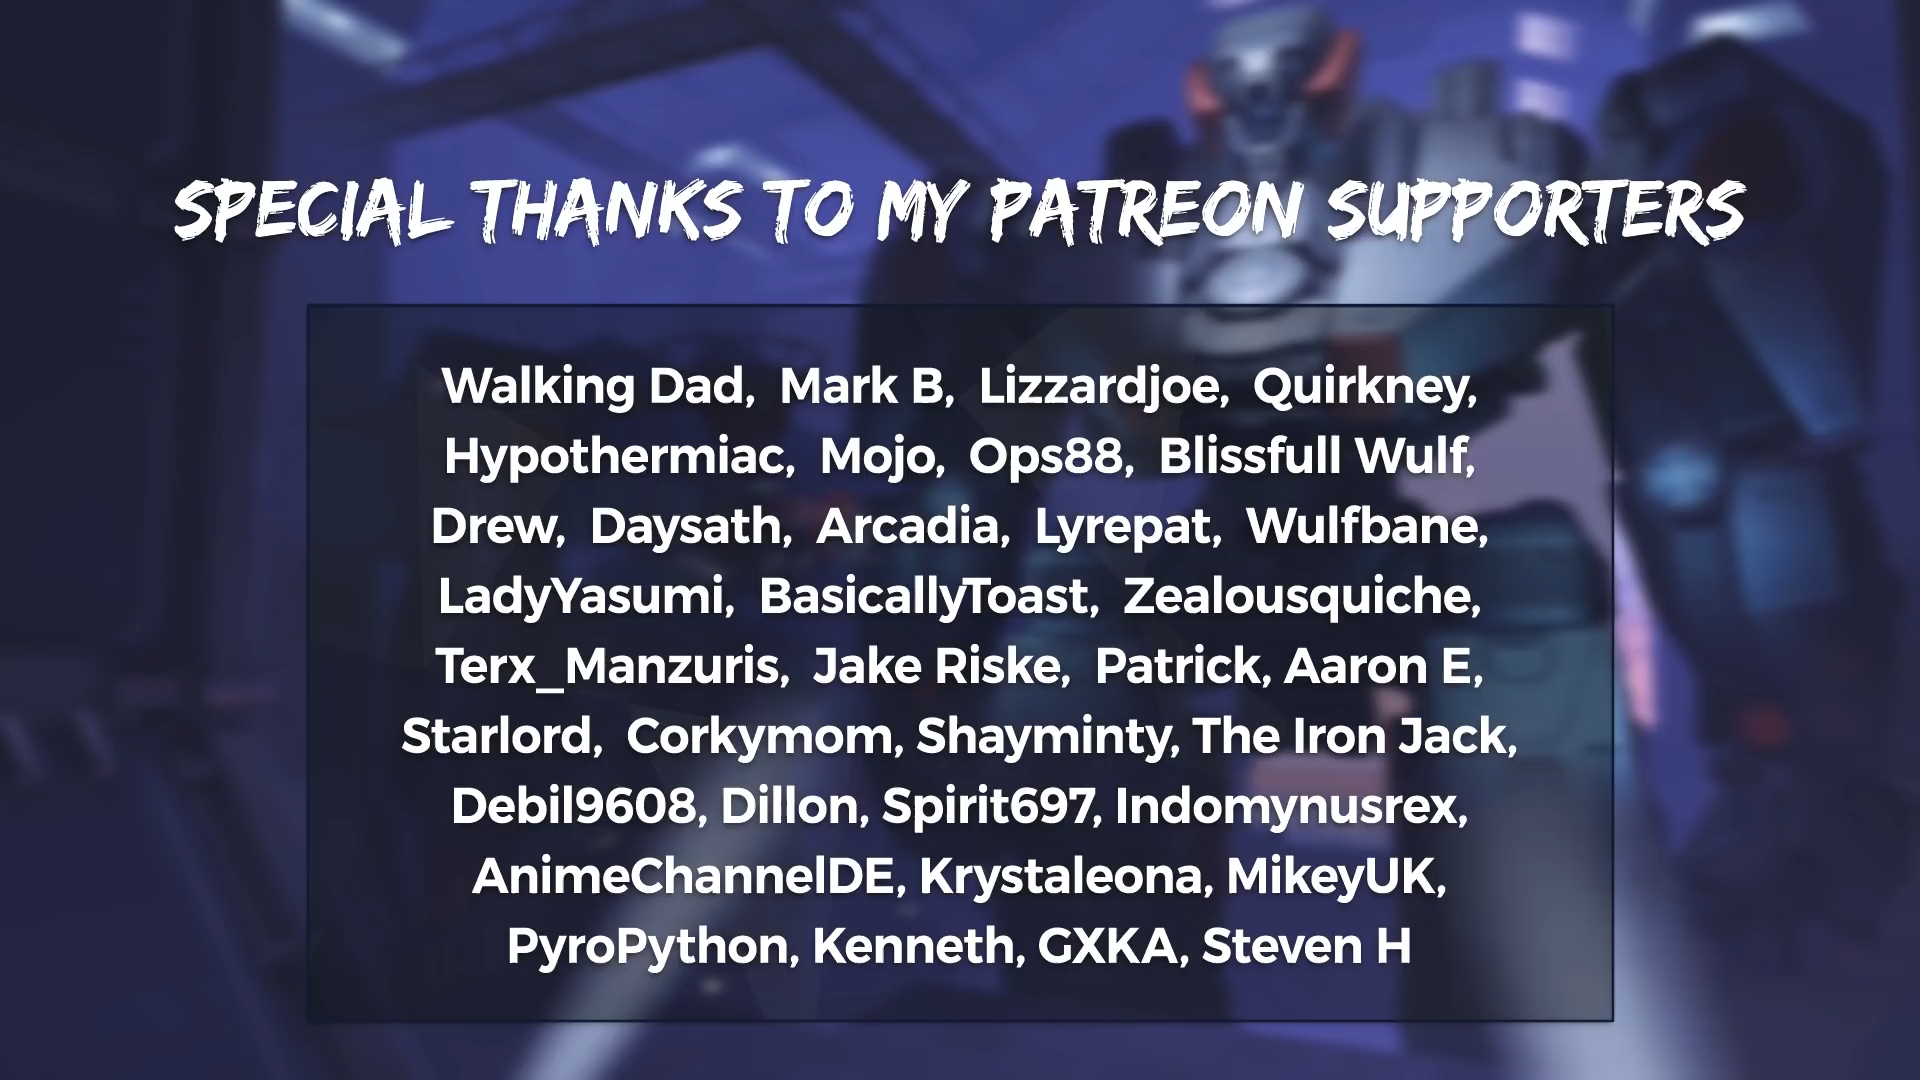 SPECIAL THANKS TO MY PATREON SUPPORTERS
Walking Dad, Mark B, Lizzardjoe, Quirkney,
Hypothermiac, Mojo, Ops88, Blissfull Wulf,
Drew, Daysath, Arcadia, Lyrepat, Wulfbane,
LadyYasumi, BasicallyToast, Zealousquiche,
Terx_Manzuris, Jake Riske, Patrick, Aaron E,
Starlord, Corkymom, Shayminty, The Iron Jack,
Debil9608, Dillon, Spirit697, Indomynusrex,
AnimeChannelDE, Krystaleona, MikeyUK,
PyroPython, Kenneth, GXKA, Steven H